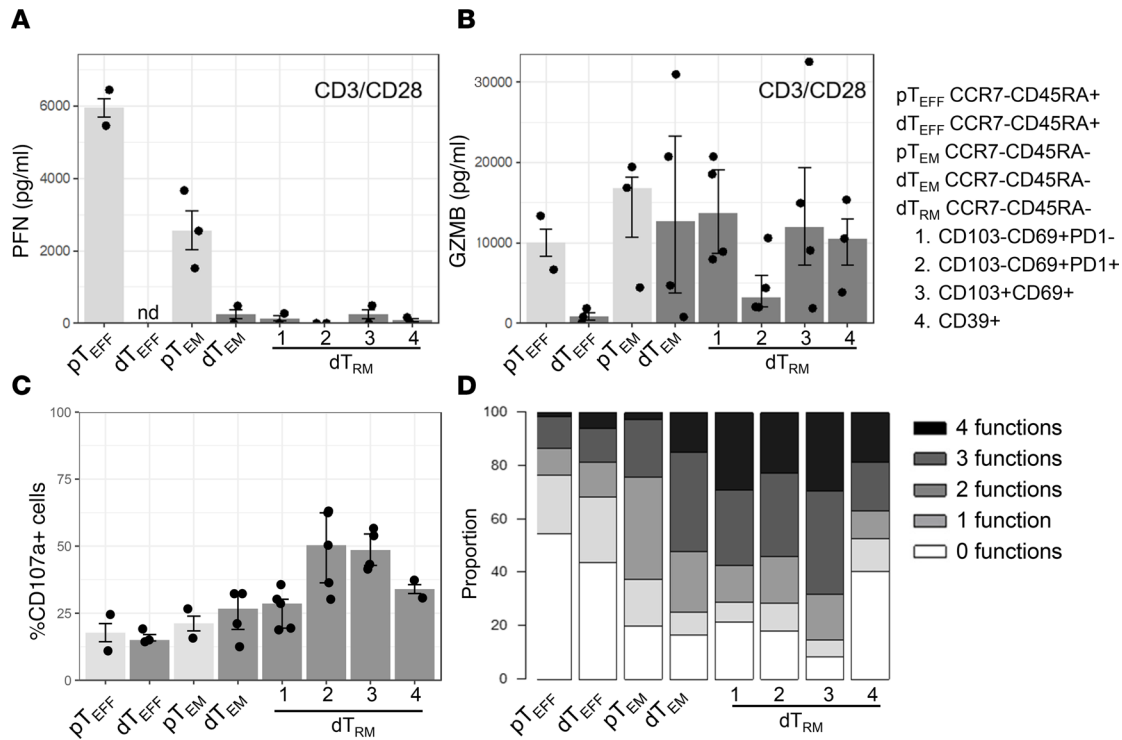 A
PFN (pg/ml)
6000
4000
2000
0
CD3/CD28
nd
pTEFF
dTEFF
pTEM
dTEM
1
2
3
4
dTRM
B
GZMB (pg/ml)
30000
20000
10000
0
CD3/CD28
pTEFF
dTEFF
pTEM
dTEM
1
2
3
4
dTRM
pTEFF CCR7-CD45RA+
dTEFF CCR7-CD45RA+
pTEM CCR7-CD45RA-
dTEM CCR7-CD45RA-
dTRM CCR7-CD45RA-
1. CD103-CD69+PD1-
2. CD103-CD69+PD1+
3. CD103+CD69+
4. CD39+
C
%CD107a+ cells
100
75
50
25
0
pTEFF
dTEFF
pTEM
dTEM
1
2
3
4
dTRM
D
Proportion
100
80
60
40
20
0
pTEFF
dTEFF
pTEM
dTEM
1
2
3
4
dTRM
4 functions
3 functions
2 functions
1 function
0 functions